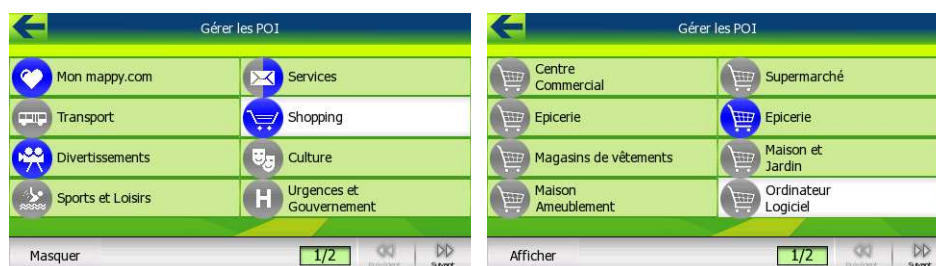 Gérer les POI
Mon mappy.com
Services
Transport
Shopping
Divertissements
Culture
Sports et Loisirs
H
Urgences et
Gouvernement
Masquer
1/2
Suivant
Gérer les POI
Centre
Commercial
Supermarché
Epicerie
Epicerie
Magasins de vêtements
Maison et
Jardin
Maison
Ameublement
Ordinateur
Logiciel
Afficher
1/2
Suivant